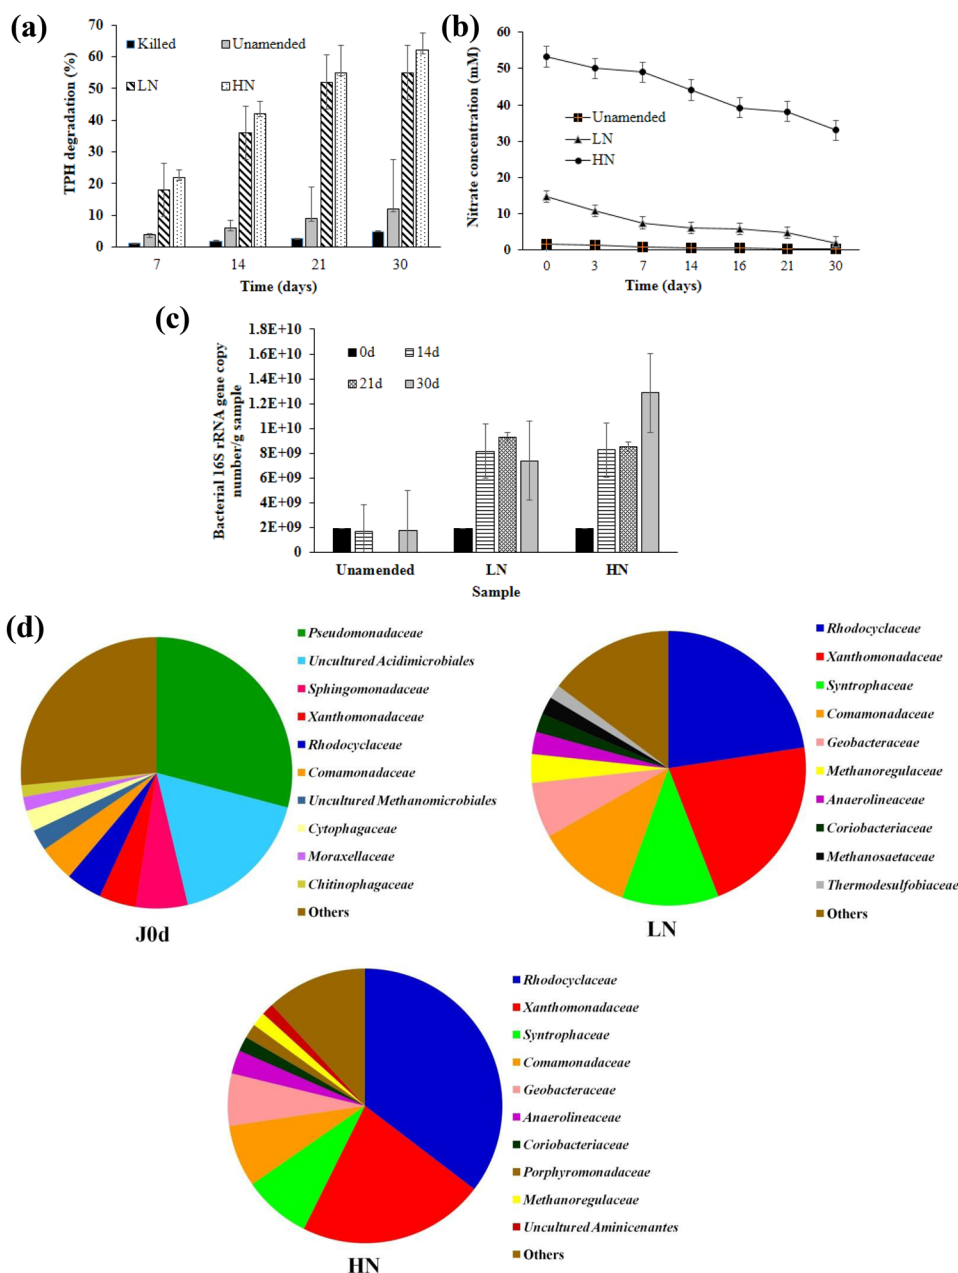 (a)
70
60
50
40
30
20
10
0
TPH degradation (%)
Killed
Unamended
LN
HN
7 14 21 30
Time (days)
(b)
60
50
40
30
20
10
0
Nitrate concentration (mM)
Unamended
LN
HN
0 3 7 14 16 21 30
Time (days)
(c)
1.8E+10
1.6E+10
1.4E+10
1.2E+10
1E+10
8E+09
6E+09
4E+09
2E+09
0
Bacterial 16S rRNA gene copy
number/g sample
0d
14d
21d
30d
Unamended LN HN
Sample
(d)
Pseudomonadaceae
Uncultured Acidimicrobiales
Sphingomonadaceae
Xanthomonadaceae
Rhodocyclaceae
Comamonadaceae
Uncultured Methanomicrobiales
Cytophagaceae
Moraxellaceae
Chitinophagaceae
Others
J0d
Rhodocyclaceae
Xanthomonadaceae
Syntrophaceae
Comamonadaceae
Geobacteraceae
Methanoregulaceae
Anaerolineaceae
Coriobacteriaceae
Methanosaetaceae
Thermodesulfobiaceae
Others
LN
Rhodocyclaceae
Xanthomonadaceae
Syntrophaceae
Comamonadaceae
Geobacteraceae
Anaerolineaceae
Coriobacteriaceae
Porphyromonadaceae
Methanoregulaceae
Uncultured Aminicenantes
Others
HN